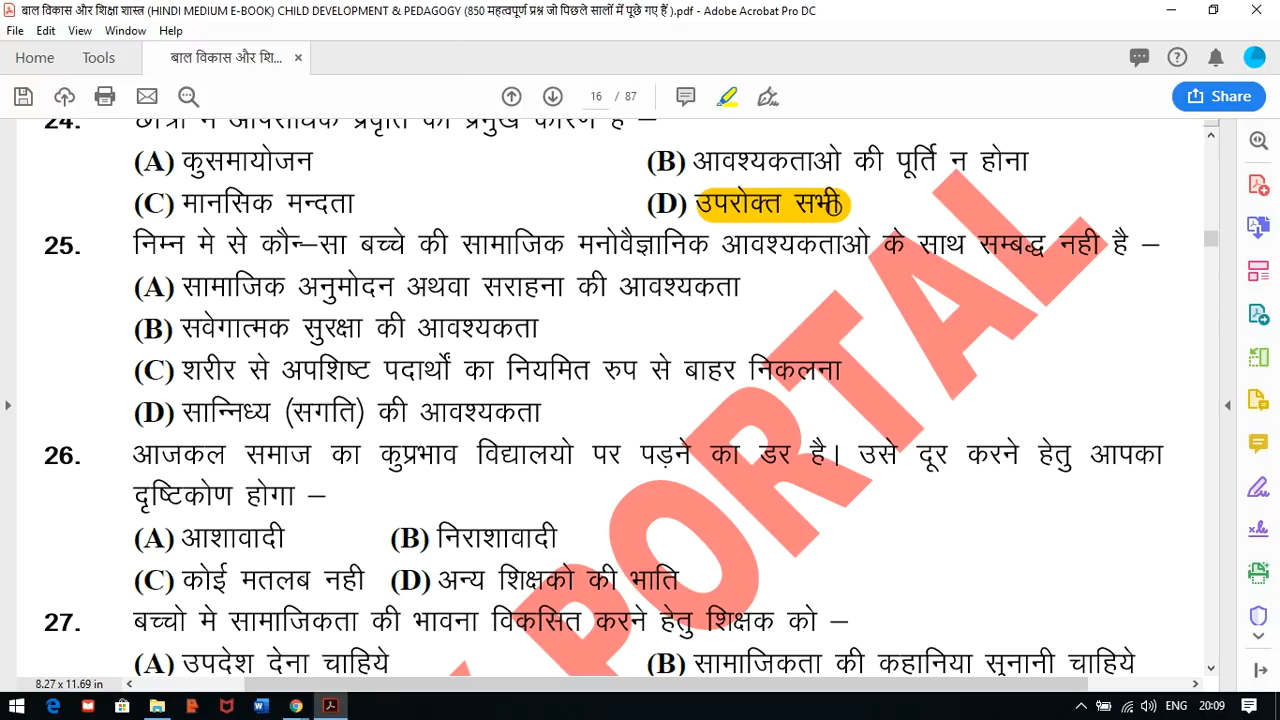 बाल विकास और शिक्षा शास्त्र (HINDI MEDIUM E-BOOK) CHILD DEVELOPMENT & PEDAGOGY (850 महत्वपूर्ण प्रश्न जो पिछले सालों में पूछे गए हैं ).pdf - Adobe Acrobat Pro DC
File Edit View Window Help
Home Tools बाल विकास और शि... ×
16 / 87 Share
24. छात्रो मे अपराधिक प्रवृति का प्रमुख कारण है –
(A) कुसमायोजन (B) आवश्यकताओ की पूर्ति न होना
(C) मानसिक मन्दता (D) उपरोक्त सभी
25. निम्न मे से कौन–सा बच्चे की सामाजिक मनोवैज्ञानिक आवश्यकताओ के साथ सम्बद्ध नही है –
(A) सामाजिक अनुमोदन अथवा सराहना की आवश्यकता
(B) सवेगात्मक सुरक्षा की आवश्यकता
(C) शरीर से अपशिष्ट पदार्थों का नियमित रुप से बाहर निकलना
(D) सान्निध्य (सगति) की आवश्यकता
26. आजकल समाज का कुप्रभाव विद्यालयो पर पड़ने का डर है। उसे दूर करने हेतु आपका
दृष्टिकोण होगा –
(A) आशावादी (B) निराशावादी
(C) कोई मतलब नही (D) अन्य शिक्षको की भाति
27. बच्चो मे सामाजिकता की भावना विकसित करने हेतु शिक्षक को –
(A) उपदेश देना चाहिये (B) सामाजिकता की कहानिया सुनानी चाहिये
PORTAL
8.27 x 11.69 in
ENG 20:09